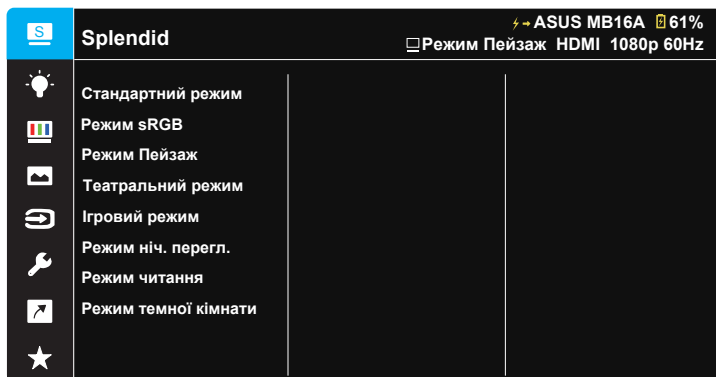 S
Splendid
ASUS MB16A 61%
Режим Пейзаж HDMI 1080p 60Hz
Стандартний режим
Режим sRGB
Режим Пейзаж
Театральний режим
Ігровий режим
Режим ніч. перегл.
Режим читання
Режим темної кімнати